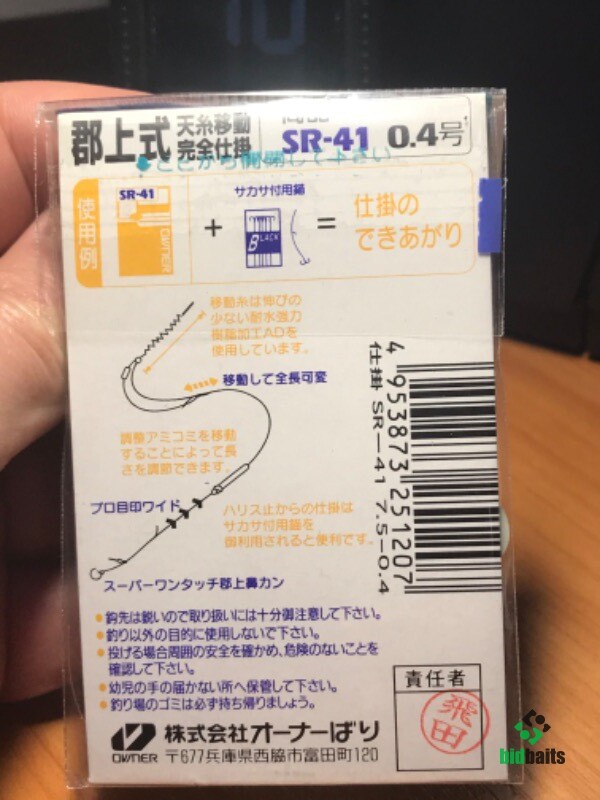 10
郡上式
天糸移動
完全仕掛
SR-41 0.4号
ここから開閉して下さい
使用例
SR-41
OWNER
+
サカサ付用鈎
BLACK
=
仕掛の
できあがり
移動糸は伸びの
少ない耐水強力
樹脂加工ADを
使用しています。
移動して全長可変
調整アミコミを移動
することによって長
さを調節できます。
プロ目印ワイド
ハリス止からの仕掛は
サカサ付用鈎を
御利用されると便利です。
スーパーワンタッチ郡上鼻カン
4 953873 251207
仕掛 SR-41 7.5-0.4
●鈎先は鋭いので取り扱いには十分御注意して下さい。
●釣り以外の目的に使用しないで下さい。
●投げる場合周囲の安全を確かめ、危険のないことを
確認して下さい。
●幼児の手の届かない所へ保管して下さい。
●釣り場のゴミは必ず持ち帰りましょう。
責任者
飛田
OWNER
株式会社オーナーばり
〒677兵庫県西脇市富田町120
bidbaits